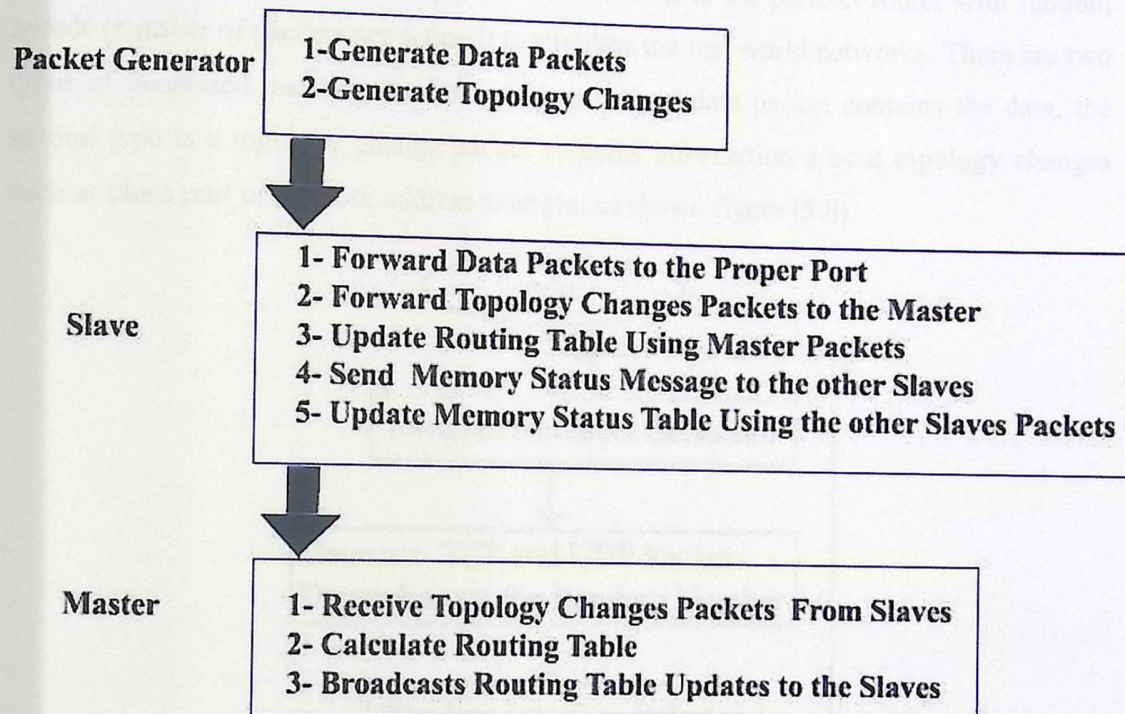 Packet Generator
1-Generate Data Packets
2-Generate Topology Changes
Slave
1- Forward Data Packets to the Proper Port
2- Forward Topology Changes Packets to the Master
3- Update Routing Table Using Master Packets
4- Send Memory Status Message to the other Slaves
5- Update Memory Status Table Using the other Slaves Packets
Master
1- Receive Topology Changes Packets From Slaves
2- Calculate Routing Table
3- Broadcasts Routing Table Updates to the Slaves